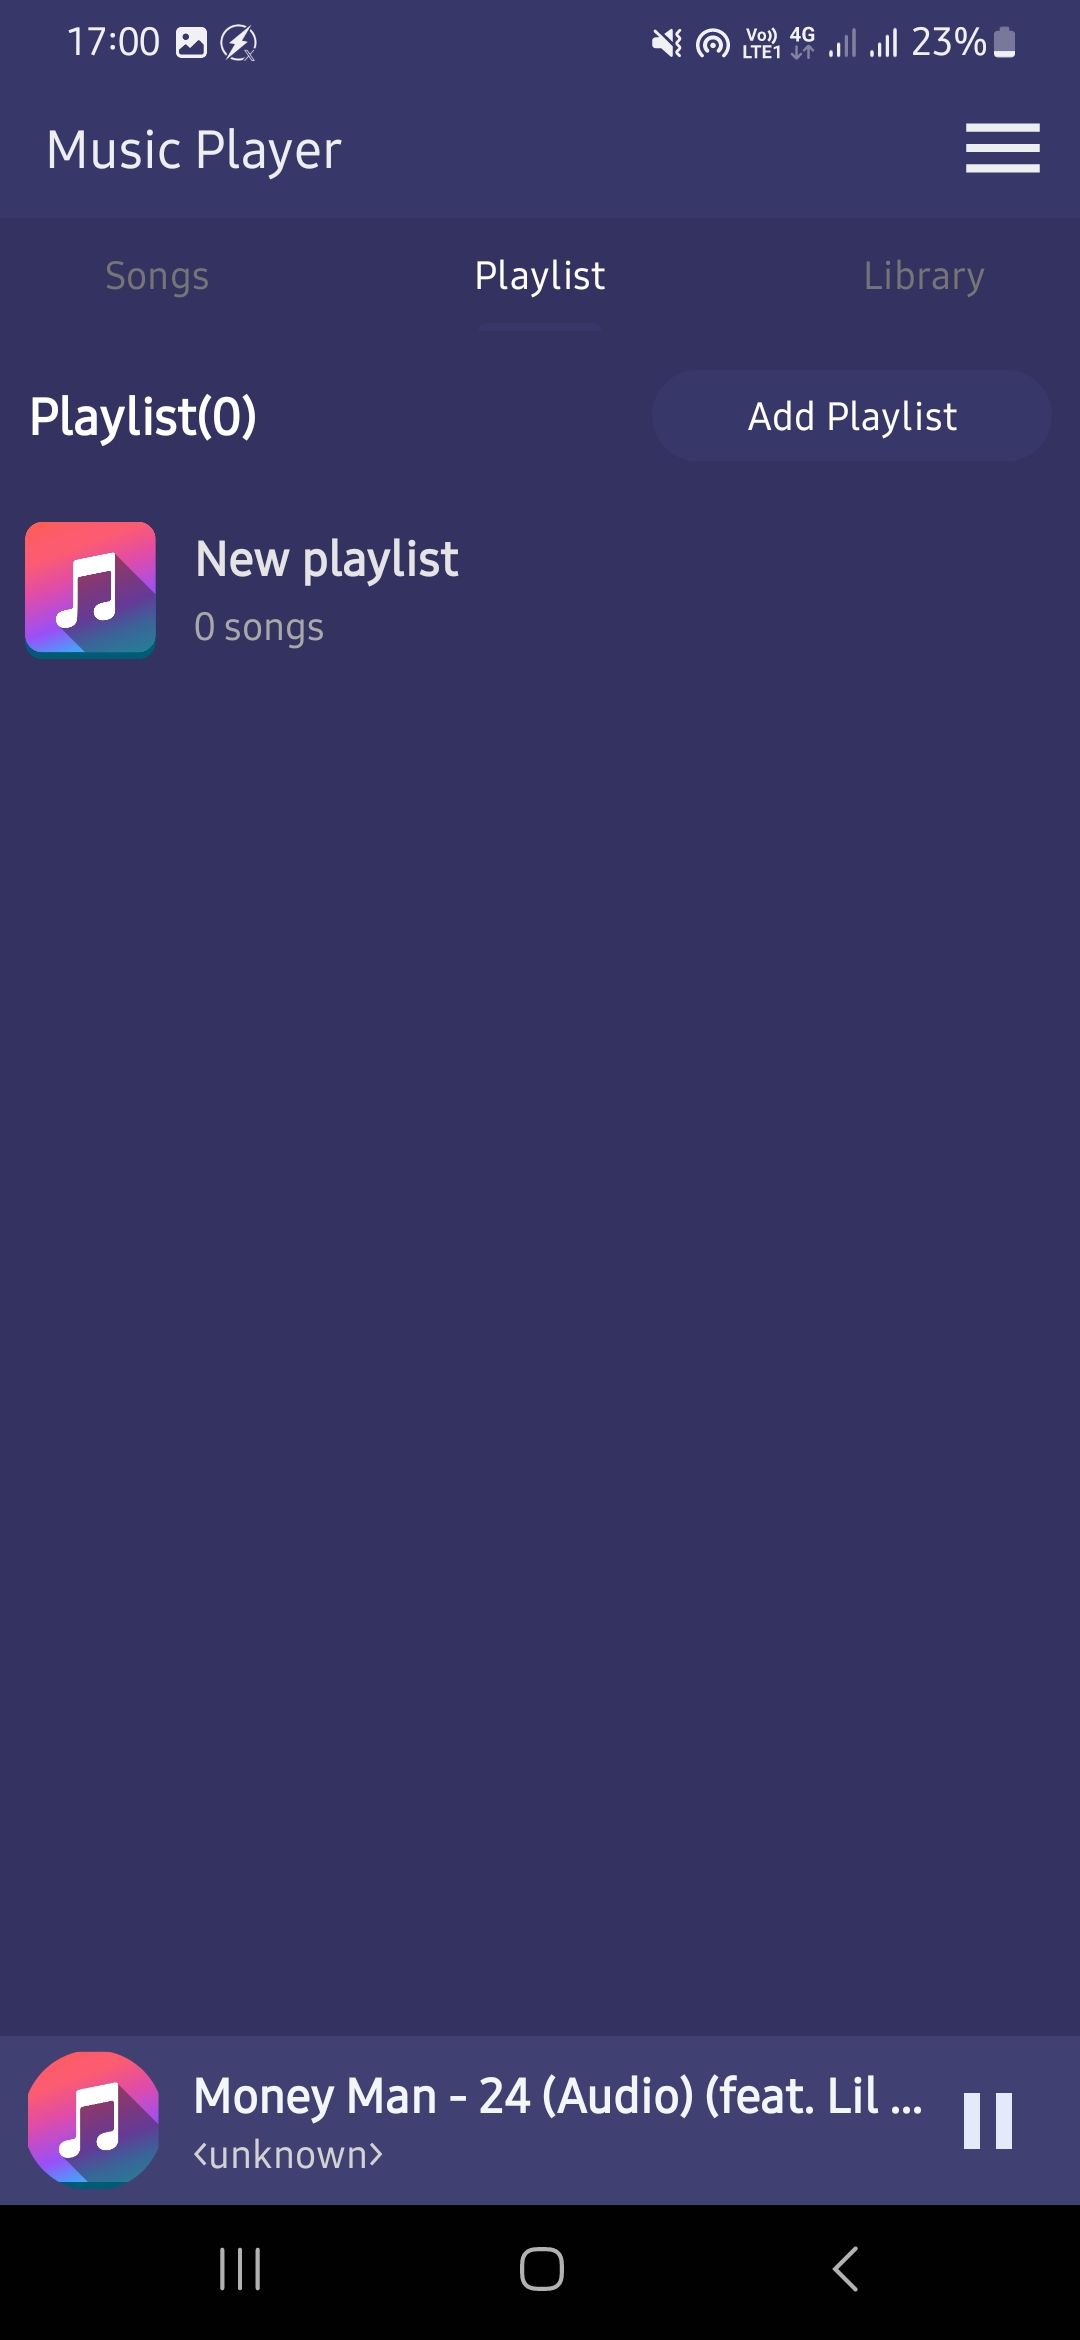 17:00
Vo)) LTE1 4G 23%
Music Player
Songs Playlist Library
Playlist(0) Add Playlist
New playlist
0 songs
Money Man - 24 (Audio) (feat. Lil ...
<unknown>